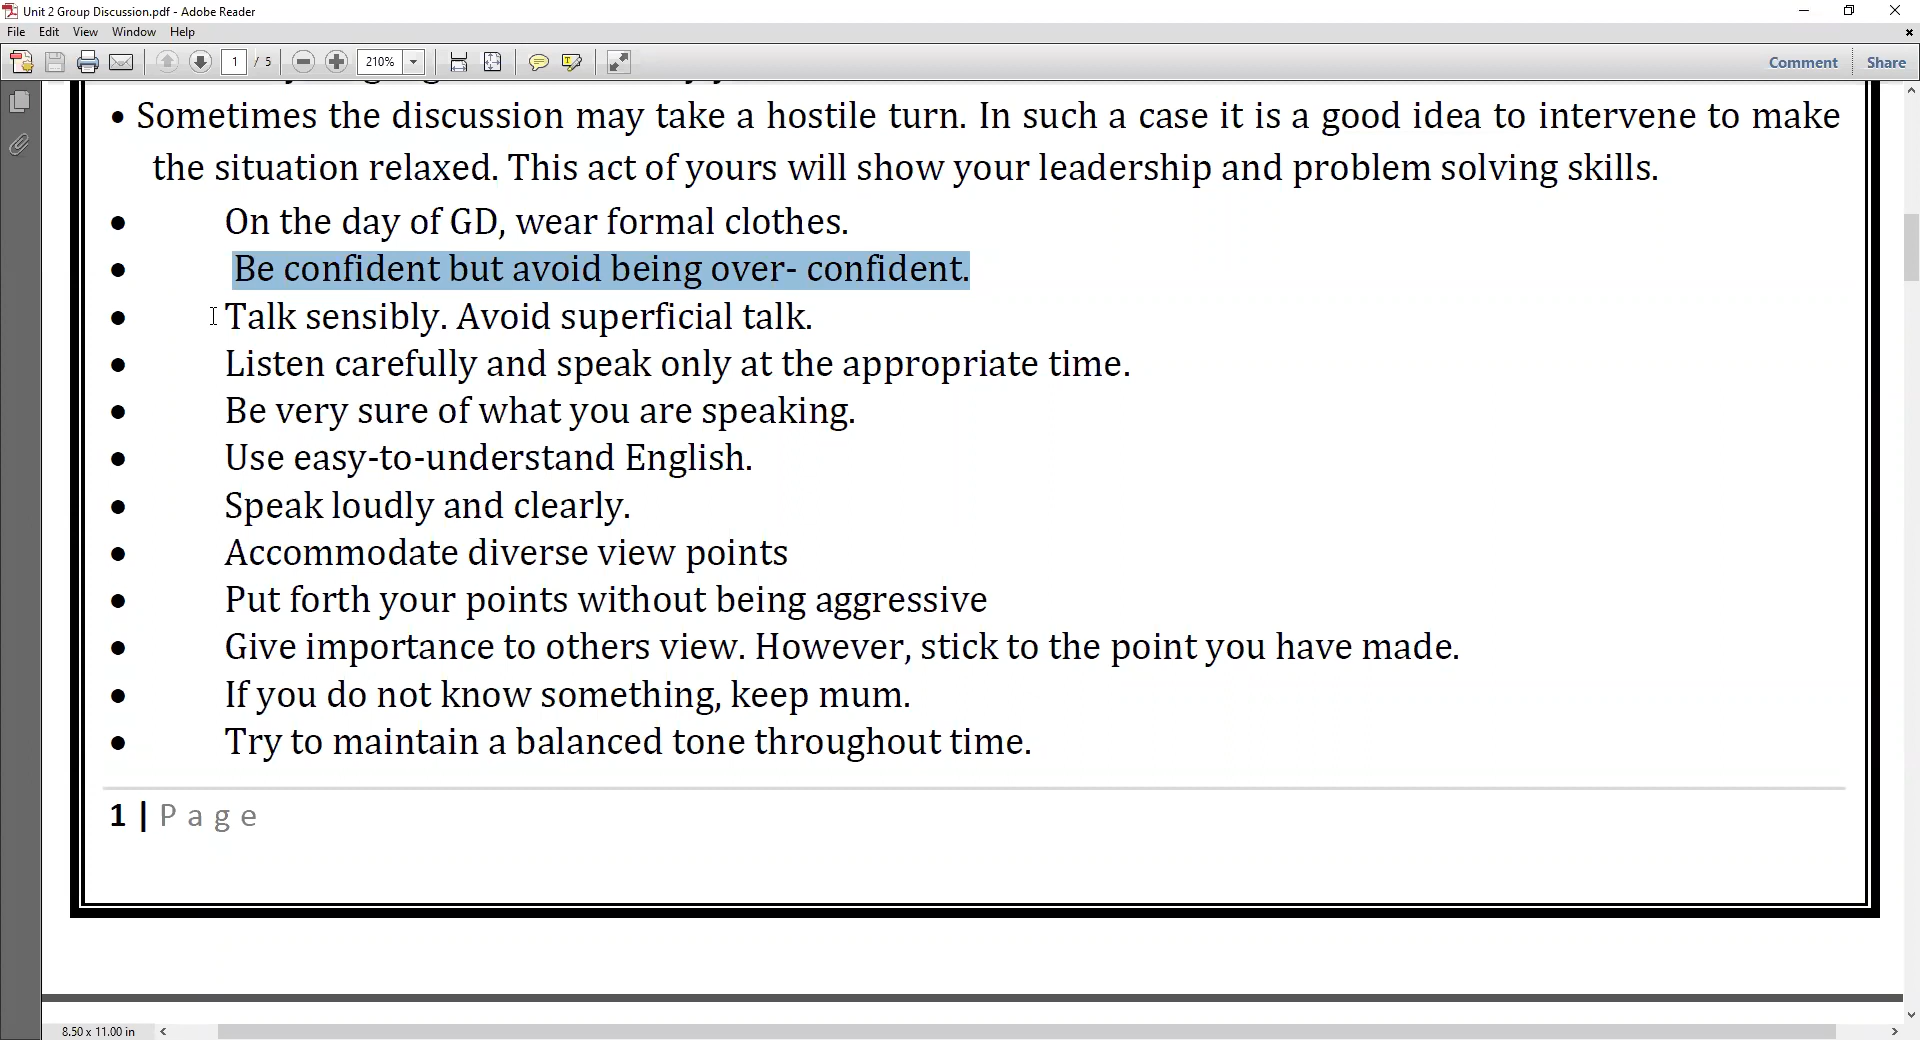 Unit 2 Group Discussion.pdf - Adobe Reader
File Edit View Window Help
1 / 5 210% Comment Share
• Sometimes the discussion may take a hostile turn. In such a case it is a good idea to intervene to make
the situation relaxed. This act of yours will show your leadership and problem solving skills.
• On the day of GD, wear formal clothes.
• Be confident but avoid being over- confident.
• Talk sensibly. Avoid superficial talk.
• Listen carefully and speak only at the appropriate time.
• Be very sure of what you are speaking.
• Use easy-to-understand English.
• Speak loudly and clearly.
• Accommodate diverse view points
• Put forth your points without being aggressive
• Give importance to others view. However, stick to the point you have made.
• If you do not know something, keep mum.
• Try to maintain a balanced tone throughout time.
1 | P a g e
8.50 x 11.00 in